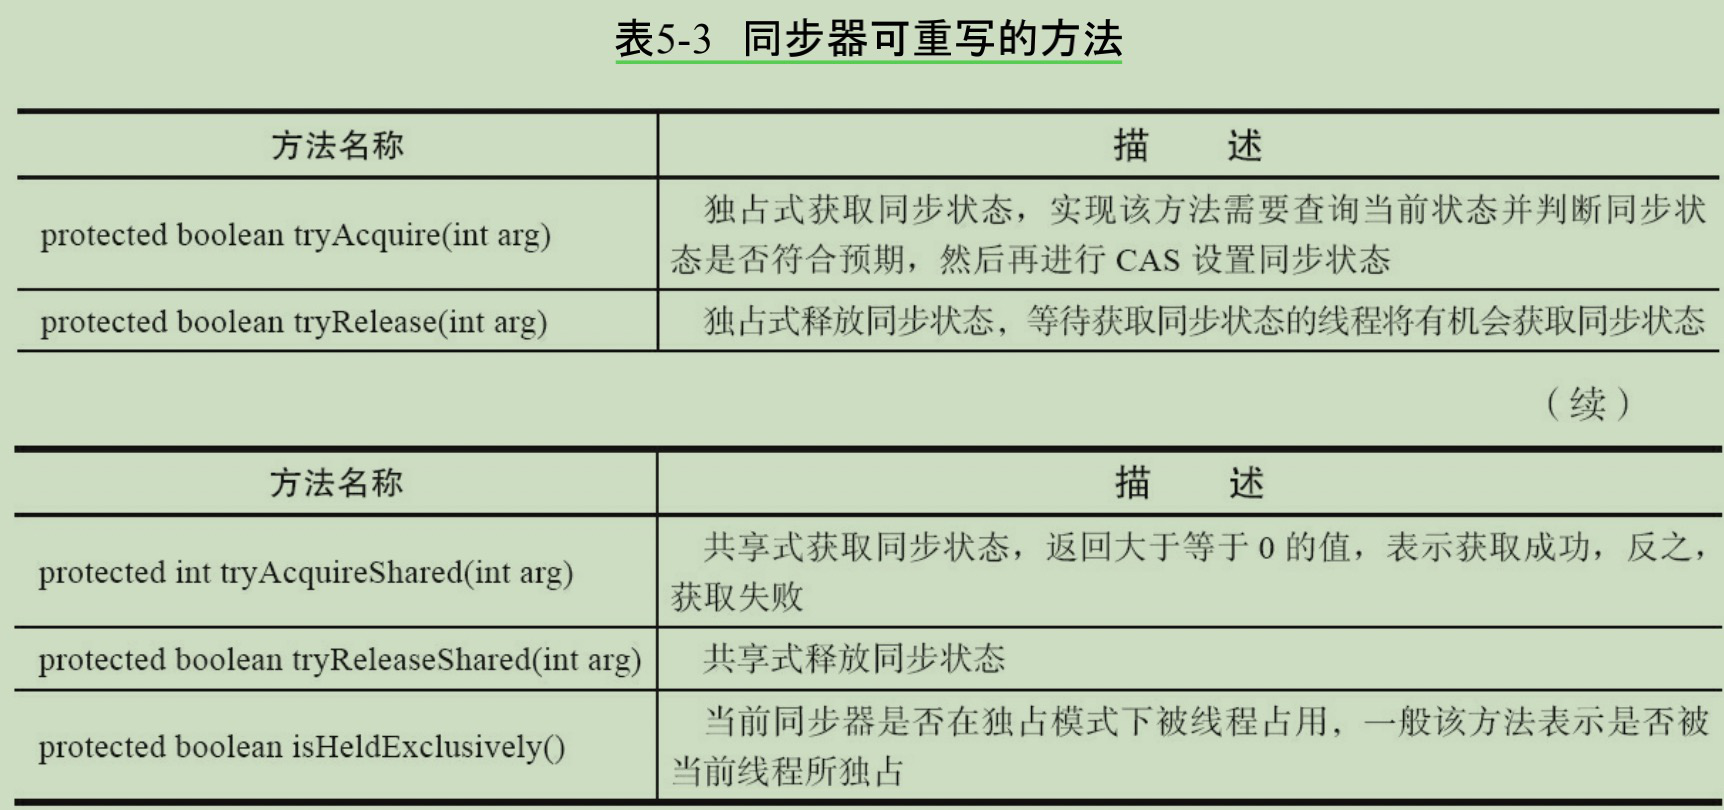 表5-3 同步器可重写的方法
方法名称
描 述
protected boolean tryAcquire(int arg)
独占式获取同步状态，实现该方法需要查询当前状态并判断同步状
态是否符合预期，然后再进行 CAS 设置同步状态
protected boolean tryRelease(int arg)
独占式释放同步状态，等待获取同步状态的线程将有机会获取同步状态
（续）
方法名称
描 述
protected int tryAcquireShared(int arg)
共享式获取同步状态，返回大于等于 0 的值，表示获取成功，反之，
获取失败
protected boolean tryReleaseShared(int arg)
共享式释放同步状态
protected boolean isHeldExclusively()
当前同步器是否在独占模式下被线程占用，一般该方法表示是否被
当前线程所独占